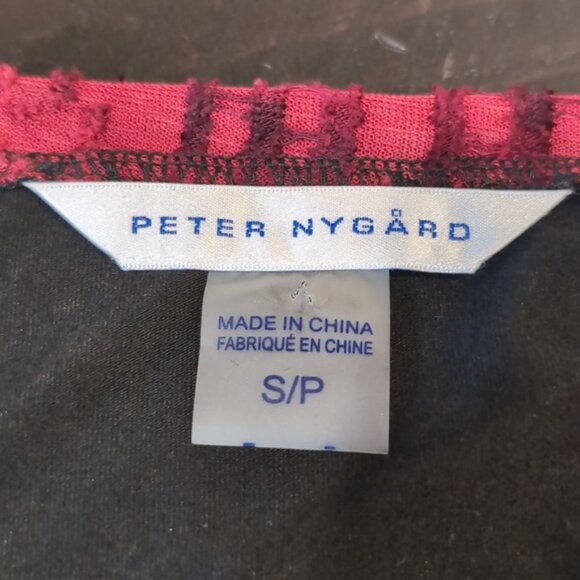 PETER NYGÅRD
MADE IN CHINA
FABRIQUÉ EN CHINE
S/P